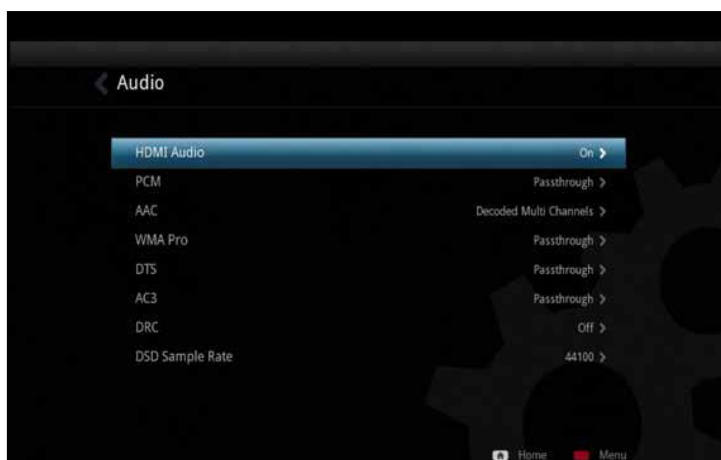 Audio
HDMI Audio On
PCM Passthrough
AAC Decoded Multi Channels
WMA Pro Passthrough
DTS Passthrough
AC3 Passthrough
DRC Off
DSD Sample Rate 44100
Home Menu